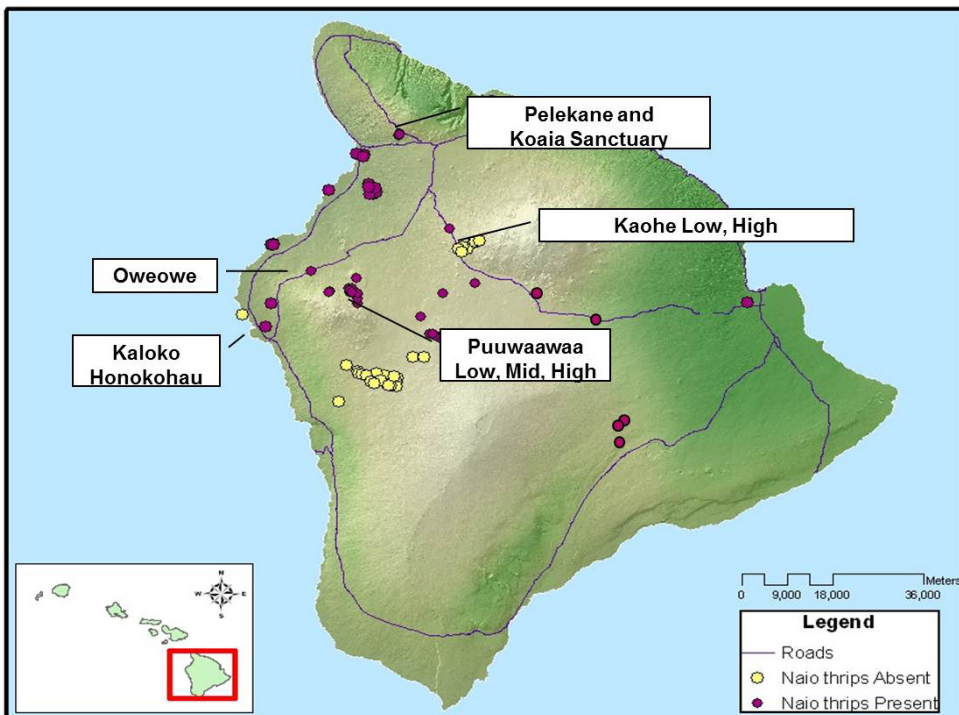 Pelekane and
Koaia Sanctuary
Kaohe Low, High
Oweowe
Kaloko
Honokohau
Puuwaawaa
Low, Mid, High
N
W E
S
Meters
0 9,000 18,000 36,000
Legend
Roads
Naio thrips Absent
Naio thrips Present